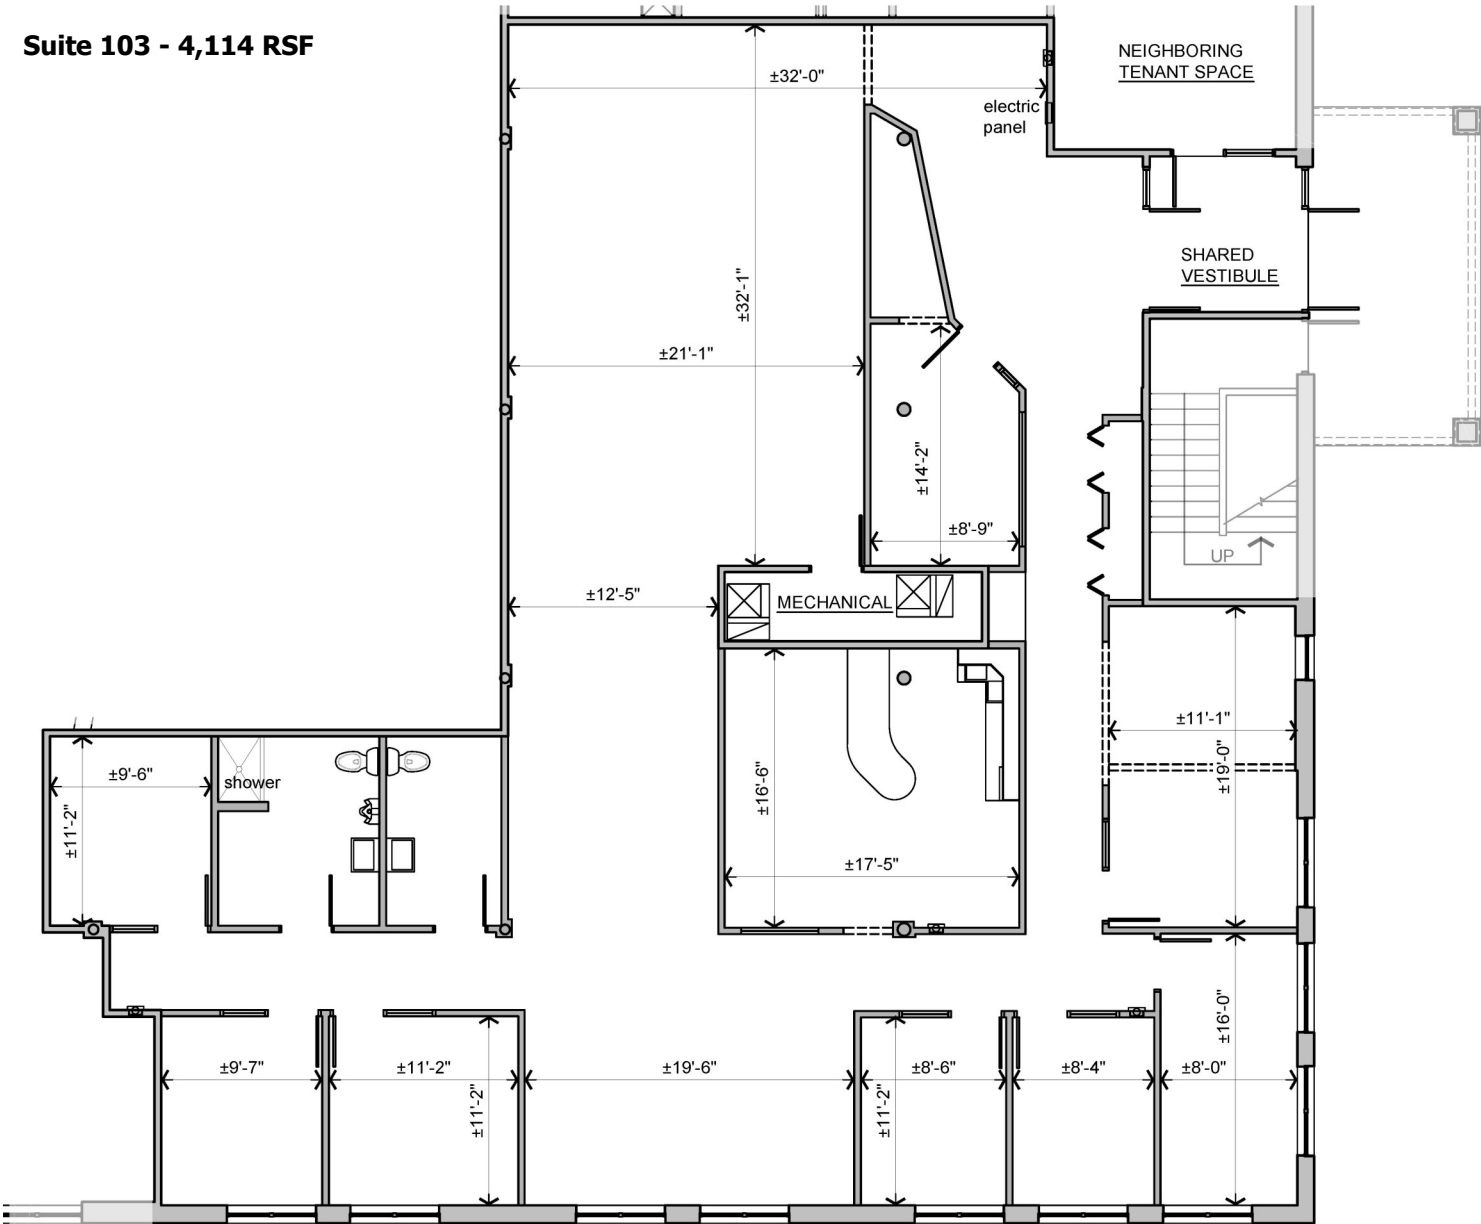 Suite 103 - 4,114 RSF
NEIGHBORING
TENANT SPACE
±32'-0"
electric
panel
SHARED
VESTIBULE
±32'-1"
±21'-1"
±14'-2"
±8'-9"
UP
±12'-5"
MECHANICAL
±11'-1"
±19'-0"
±9'-6"
shower
±11'-2"
±16'-6"
±17'-5"
±16'-0"
±9'-7"
±11'-2"
±11'-2"
±19'-6"
±8'-6"
±11'-2"
±8'-4"
±8'-0"